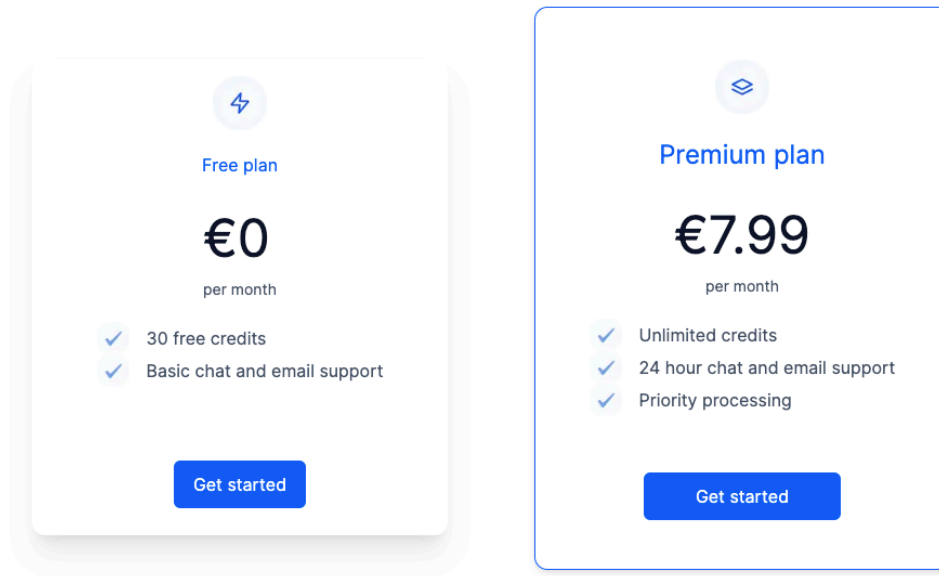 Free plan
€0
per month
30 free credits
Basic chat and email support
Get started
Premium plan
€7.99
per month
Unlimited credits
24 hour chat and email support
Priority processing
Get started